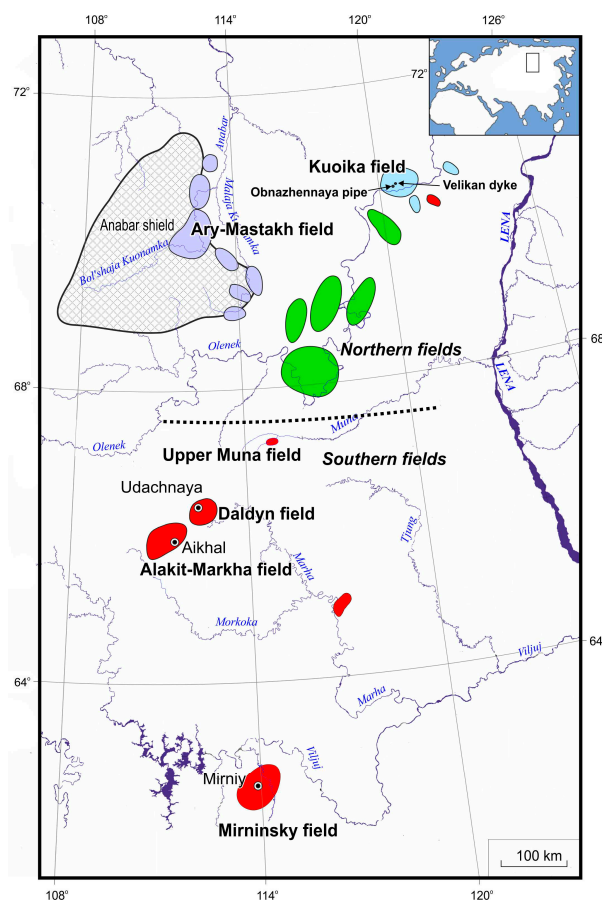 108°
114°
120°
126°
72°
72°
Anabar
Kuoika field
Obnazhennaya pipe
Velikan dyke
Malaja Kuonamka
Anabar shield
Ary-Mastakh field
LENA
Bol'shaja Kuonamka
Olenek
Northern fields
68
68°
LENA
Muna
Olenek
Upper Muna field
Southern fields
Udachnaya
Daldyn field
Tjung
Aikhal
Marha
Alakit-Markha field
Morkoka
64
Viljuj
64°
Marha
Viljuj
Mirniy
Mirninsky field
100 km
108°
114°
120°